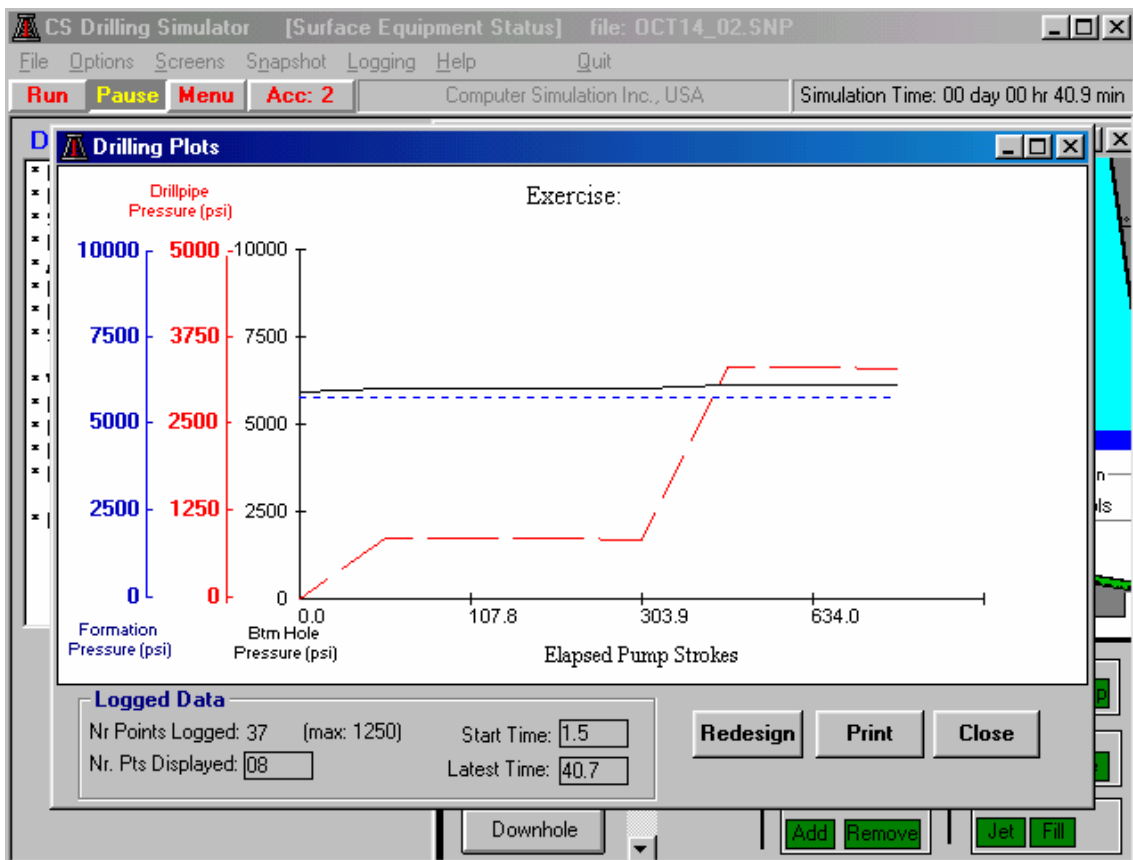 CS Drilling Simulator [Surface Equipment Status] file: OCT14_02.SNP
File Options Screens Snapshot Logging Help Quit
Run Pause Menu Acc: 2 Computer Simulation Inc., USA Simulation Time: 00 day 00 hr 40.9 min
D
Drilling Plots
Exercise:
Drillpipe
Pressure (psi)
10000 5000 10000
7500 3750 7500
5000 2500 5000
2500 1250 2500
0 0 0
0.0 107.8 303.9 634.0
Formation
Pressure (psi)
Btm Hole
Pressure (psi)
Elapsed Pump Strokes
Logged Data
Nr Points Logged: 37 (max: 1250)
Nr. Pts Displayed: 08
Start Time: 1.5
Latest Time: 40.7
Redesign Print Close
Downhole
Add Remove Jet Fill